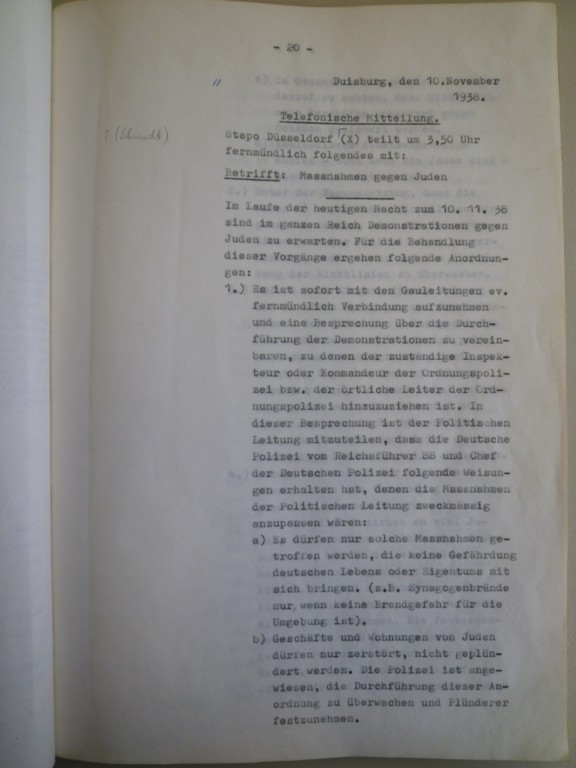 - 20 -
Duisburg, den 10.November
1938.
Telefonische Mitteilung.
Stapo Düsseldorf (X) teilt um 3,50 Uhr
fernmündlich folgendes mit:
Betrifft: Massnahmen gegen Juden
Im Laufe der heutigen Nacht zum 10. 11. 38
sind im ganzen Reich Demonstrationen gegen
Juden zu erwarten. Für die Behandlung
dieser Vorgänge ergehen folgende Anordnun-
gen:
1.) Es ist sofort mit den Gauleitungen ev.
fernmündlich Verbindung aufzunehmen
und eine Besprechung über die Durch-
führung der Demonstrationen zu verein-
baren, zu denen der zuständige Inspek-
teur oder Kommandeur der Ordnungspoli-
zei bzw. der örtliche Leiter der Ord-
nungspolizei hinzuzuziehen ist. In
dieser Besprechung ist der Politischen
Leitung mitzuteilen, dass die Deutsche
Polizei vom Reichsführer SS und Chef
der Deutschen Polizei folgende Weisun-
gen erhalten hat, denen die Massnahmen
der Politischen Leitung zweckmässig
anzupassen wären:
a) Es dürfen nur solche Massnahmen ge-
troffen werden, die keine Gefährdung
deutschen Lebens oder Eigentums mit
sich bringen. (z.B. Synagogenbrände
nur, wenn keine Brandgefahr für die
Umgebung ist).
b) Geschäfte und Wohnungen von Juden
dürfen nur zerstört, nicht geplün-
dert werden. Die Polizei ist ange-
wiesen, die Durchführung dieser An-
ordnung zu überwachen und Plünderer
festzunehmen.